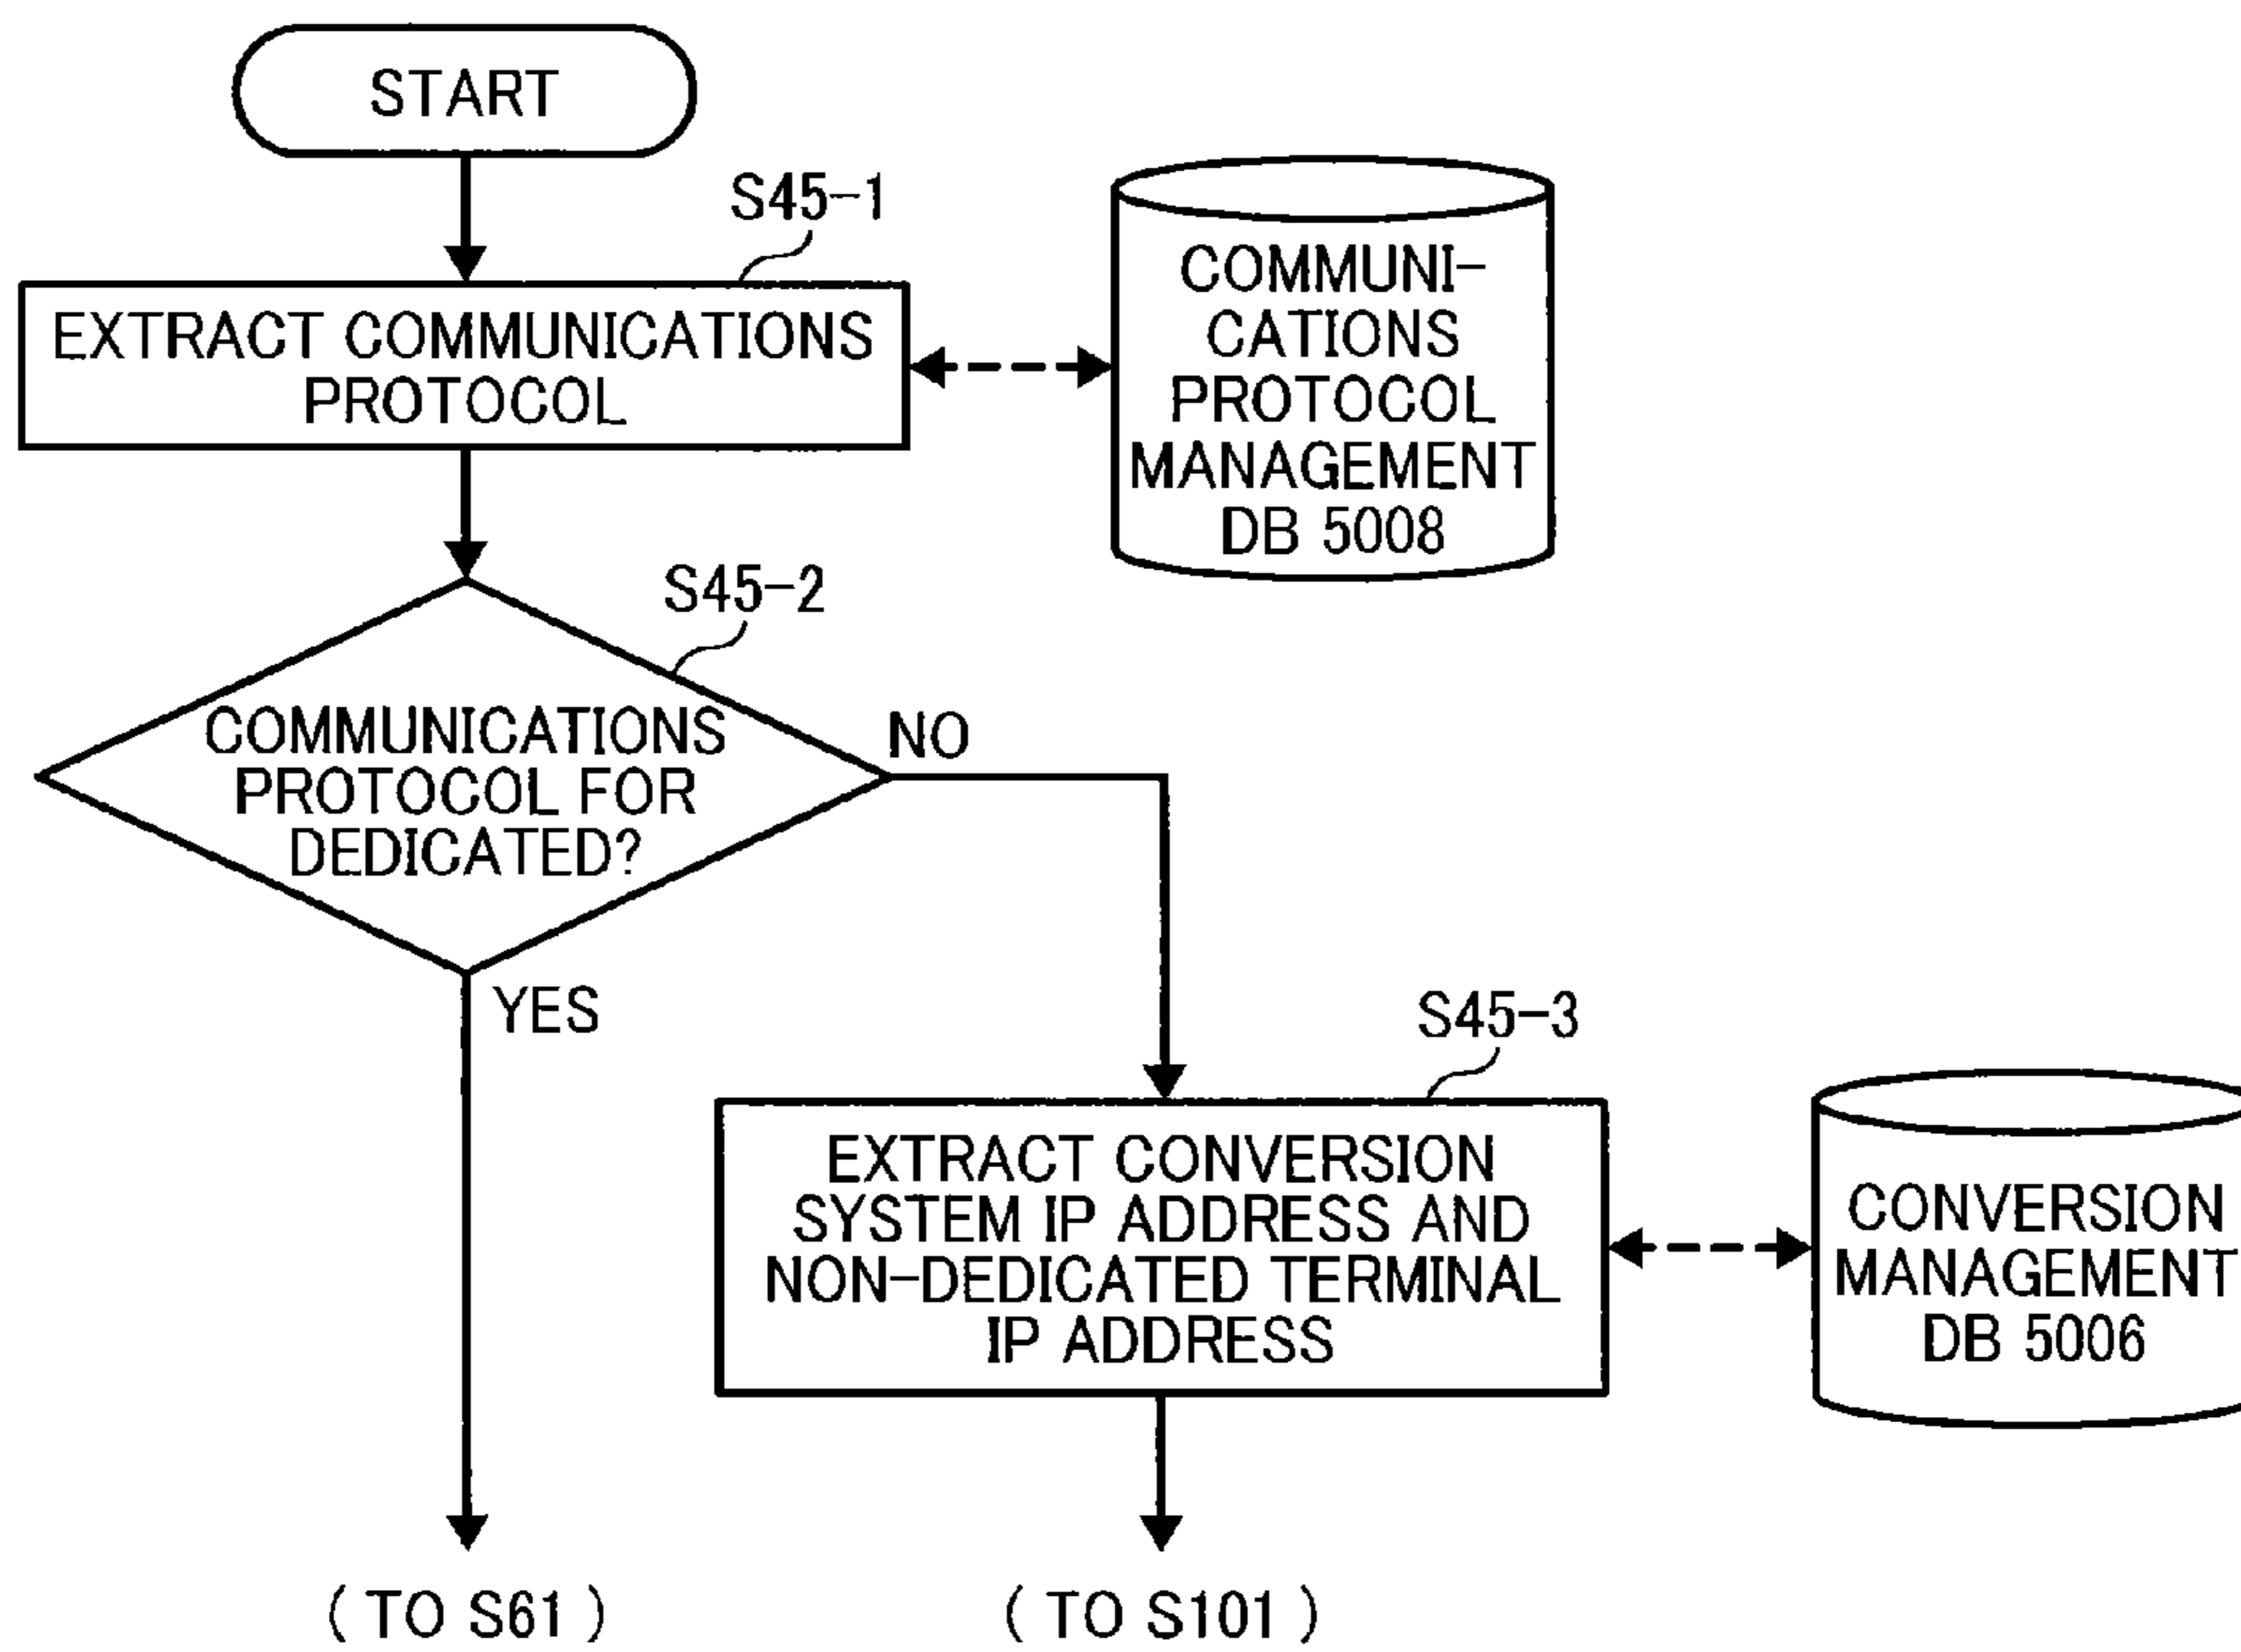 START
S45-1
EXTRACT COMMUNICATIONS
PROTOCOL
COMMUNI-
CATIONS
PROTOCOL
MANAGEMENT
DB 5008
S45-2
COMMUNICATIONS
PROTOCOL FOR
DEDICATED?
NO
YES
S45-3
EXTRACT CONVERSION
SYSTEM IP ADDRESS AND
NON-DEDICATED TERMINAL
IP ADDRESS
CONVERSION
MANAGEMENT
DB 5006
( TO S61 )
( TO S101 )